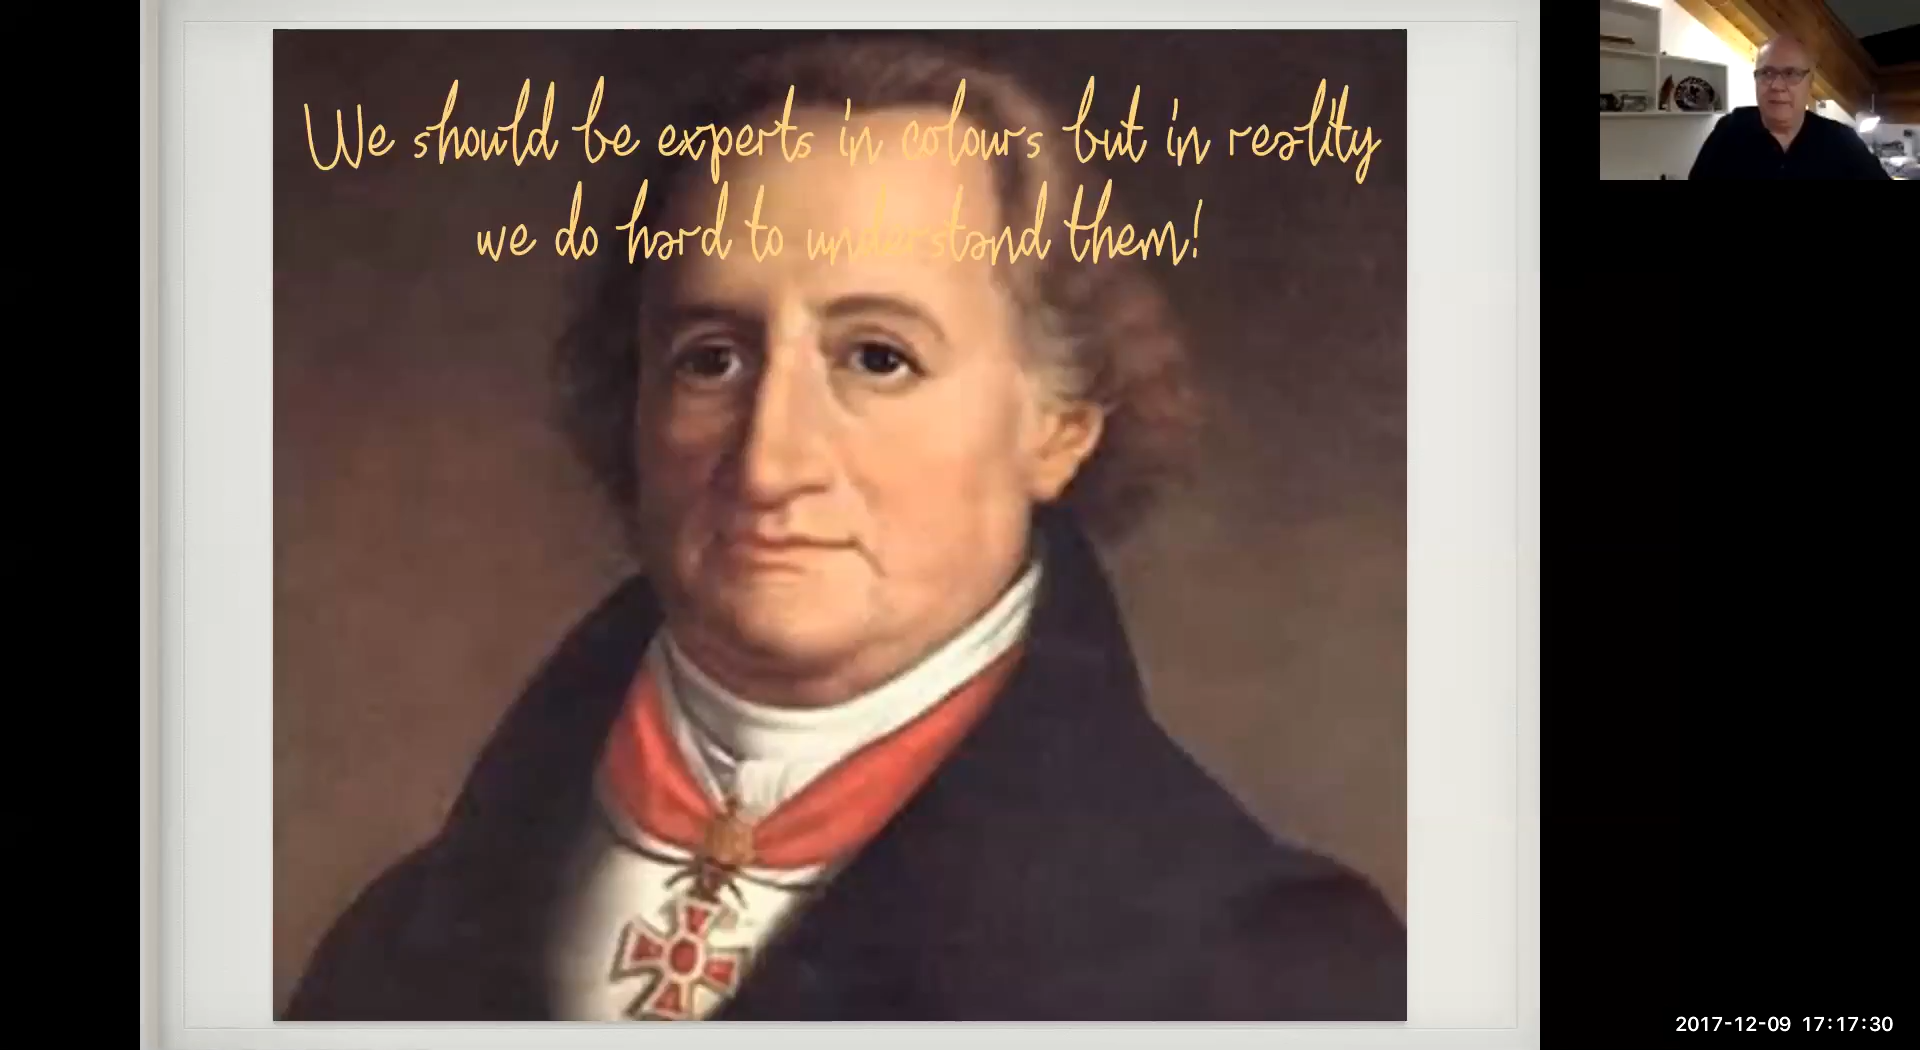 We should be experts in colours but in reality
we do hard to understand them!
2017-12-09 17:17:30